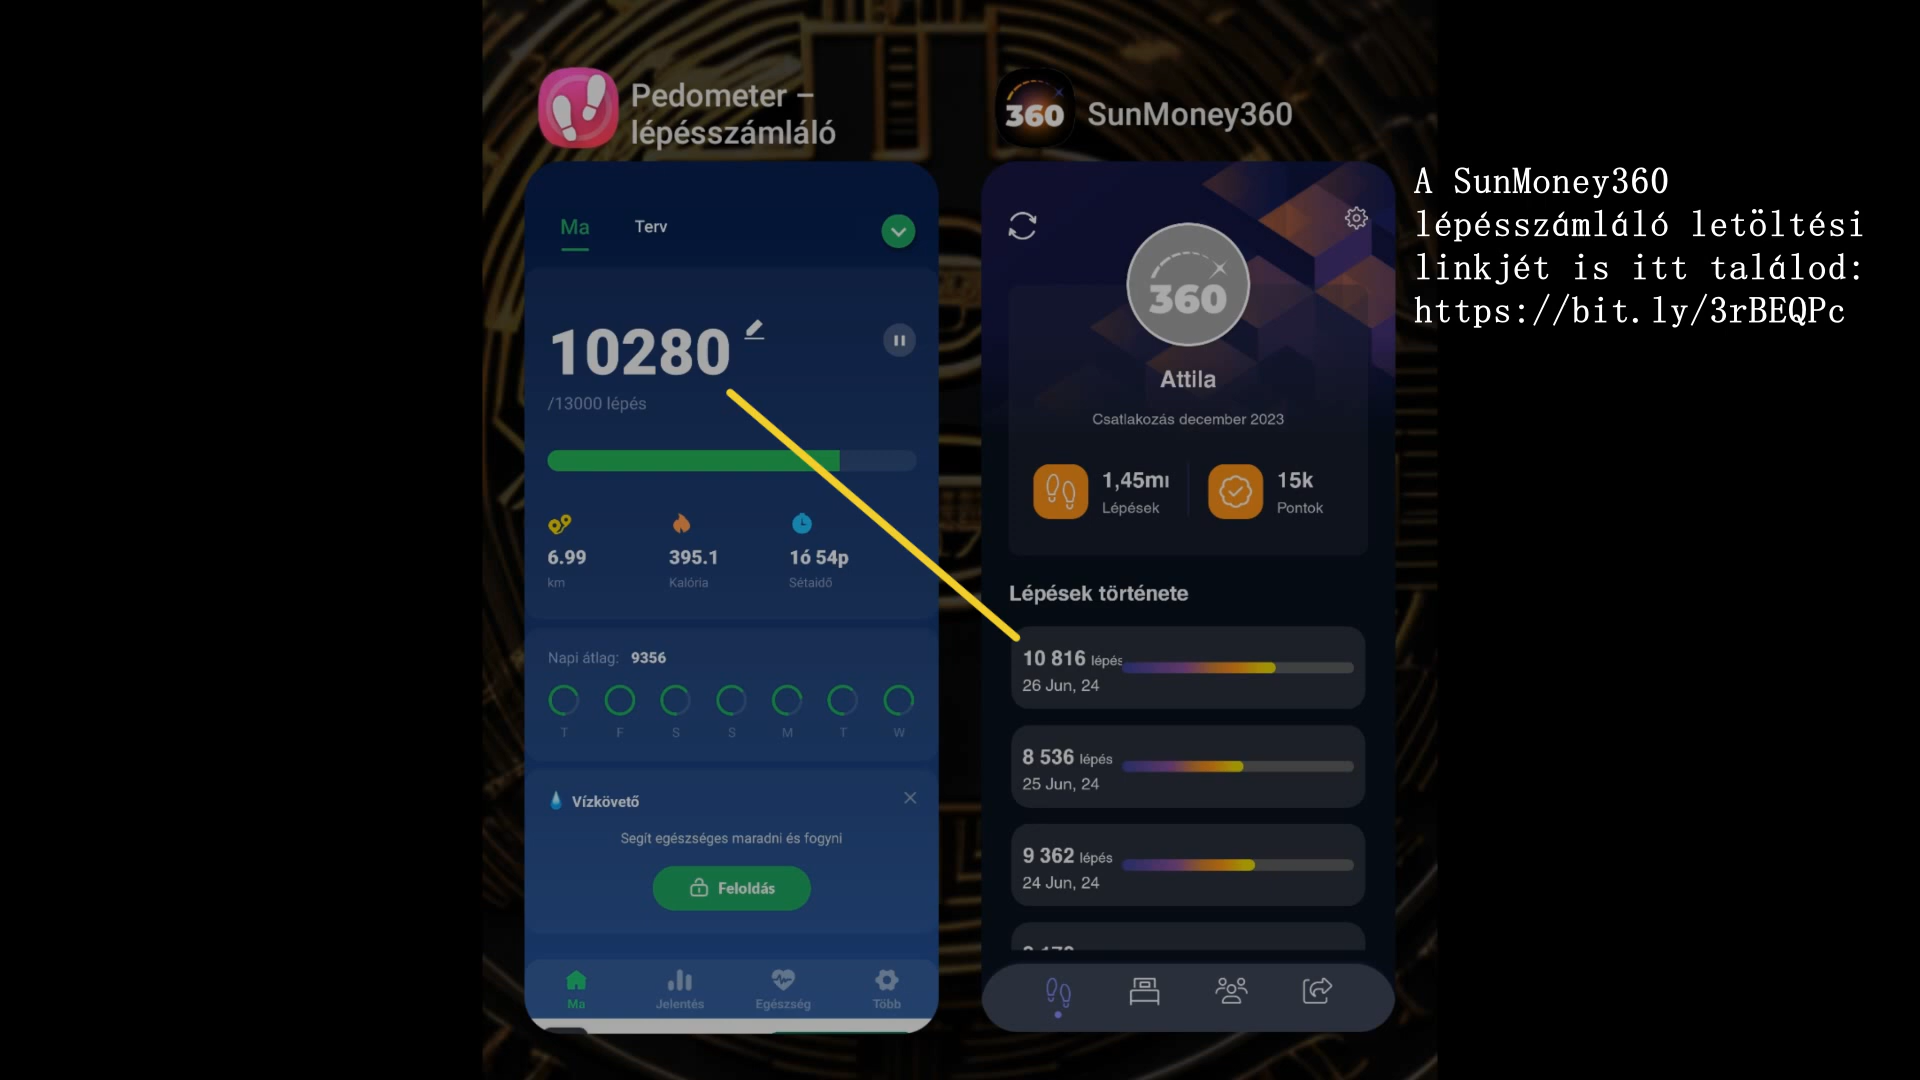 Pedometer –
lépésszámláló
Ma
Terv
10280
/13000 lépés
6.99
395.1
1ó 54p
km
Kalória
Sétaidő
Napi átlag: 9356
T F S S M T W
Vízkövető
Segít egészséges maradni és fogyni
Feloldás
Ma
Jelentés
Egészség
Több
360
SunMoney360
360
Attila
Csatlakozás december 2023
1,45mı
Lépések
15k
Pontok
Lépések története
10 816 lépés
26 Jun, 24
8 536 lépés
25 Jun, 24
9 362 lépés
24 Jun, 24
A SunMoney360
lépésszámláló letöltési
linkjét is itt találod:
https://bit.ly/3rBEQPc